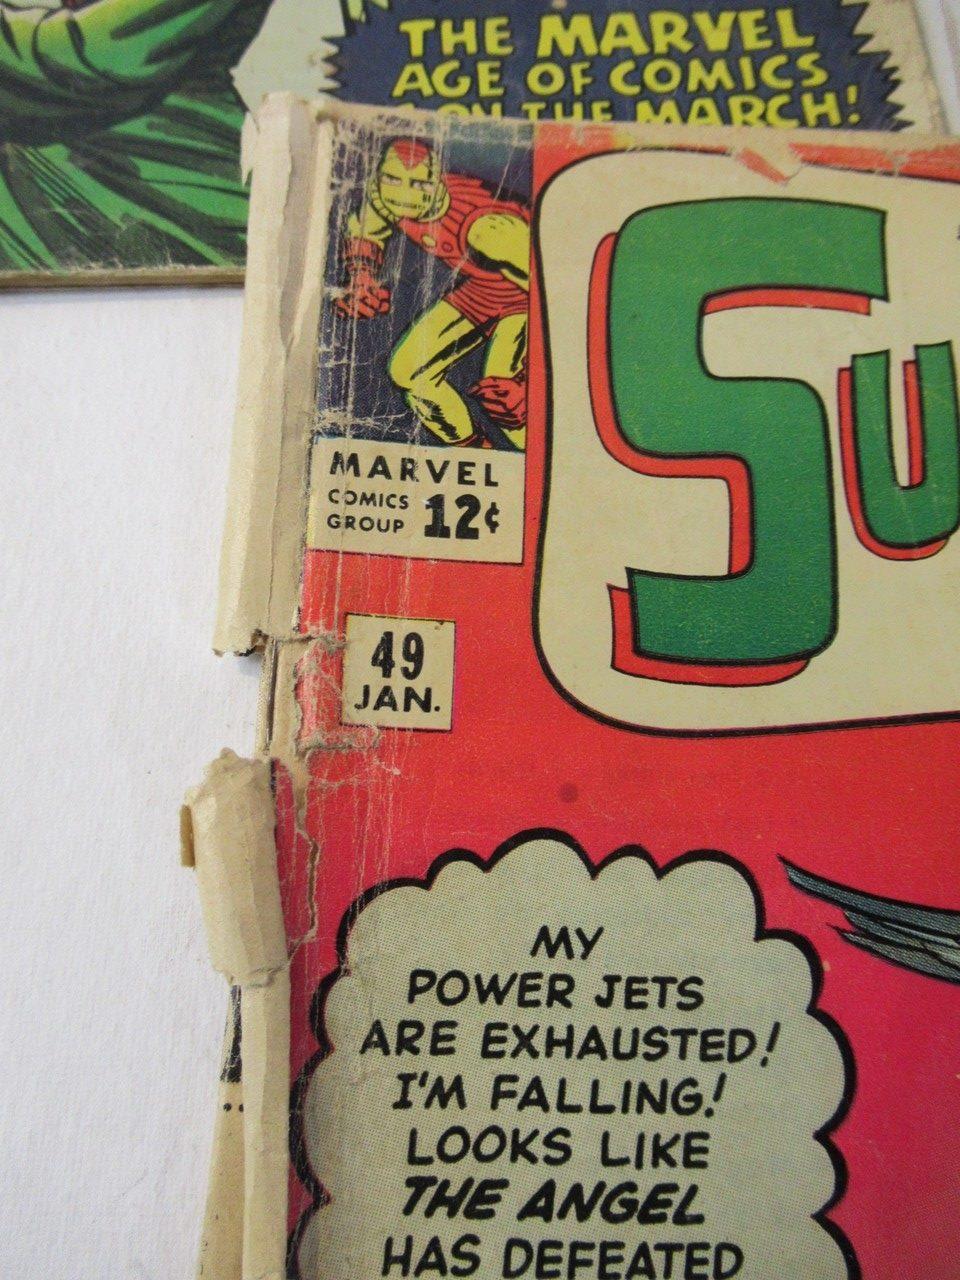 THE MARVEL
AGE OF COMICS
ON THE MARCH!
SU
MARVEL
COMICS
GROUP 12¢
49
JAN.
MY
POWER JETS
ARE EXHAUSTED!
I'M FALLING!
LOOKS LIKE
THE ANGEL
HAS DEFEATED